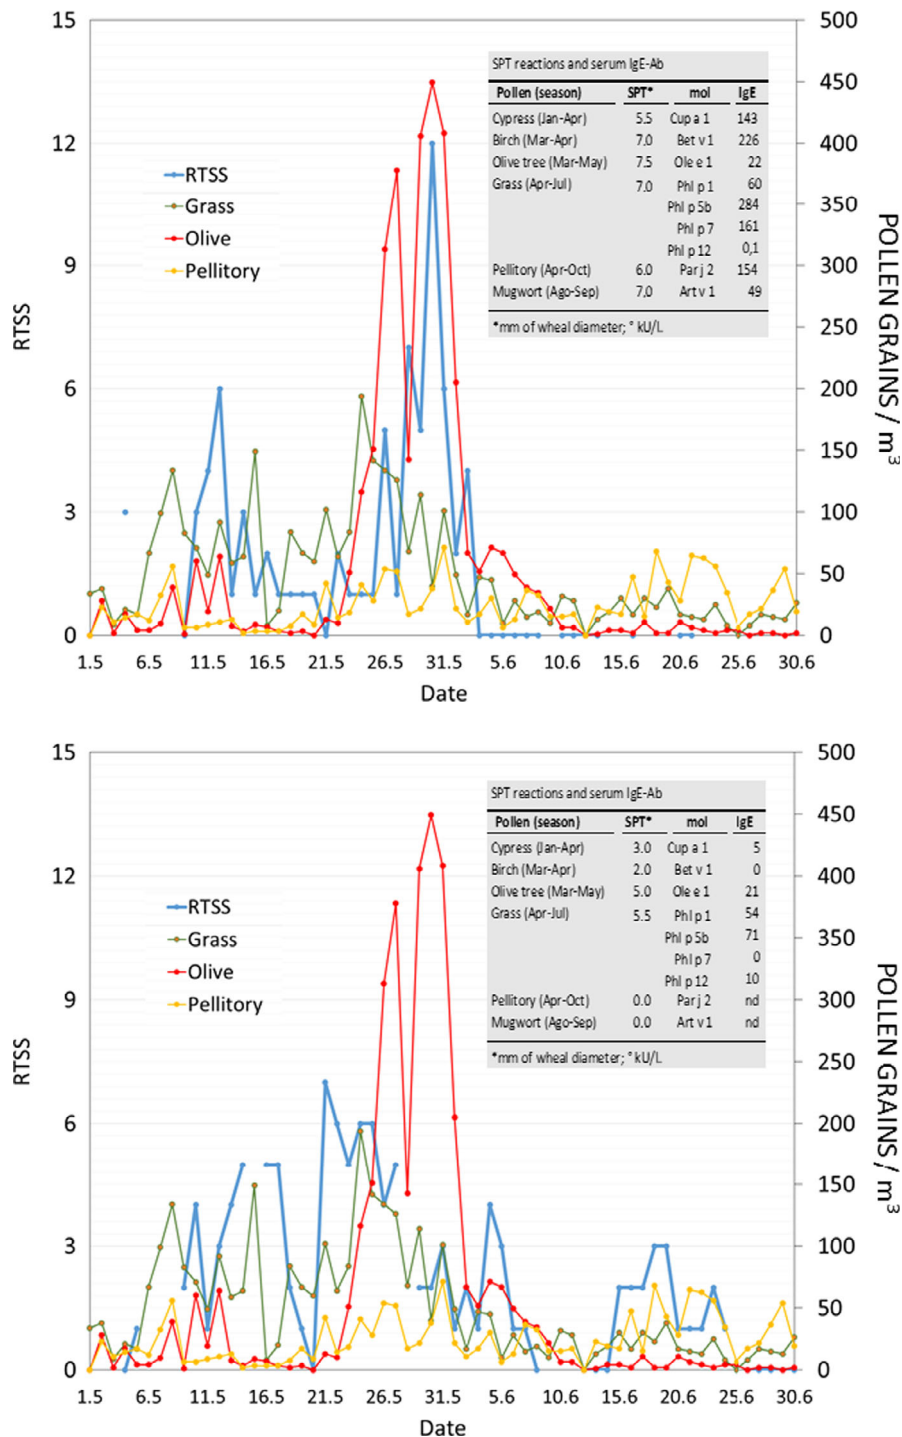 15
500
12
450
400
9
350
300
6
250
200
3
150
100
50
0
0
RTSS
POLLEN GRAINS / m³
RTSS
Grass
Olive
Pellitory
SPT reactions and serum IgE-Ab
Pollen (season) SPT* mol IgE
Cypress (Jan-Apr) 5.5 Cup a 1 143
Birch (Mar-Apr) 7.0 Bet v 1 226
Olive tree (Mar-May) 7.5 Ole e 1 22
Grass (Apr-Jul) 7.0 Phl p 1 60
Phl p 5b 284
Phl p 7 161
Phl p 12 0,1
Pellitory (Apr-Oct) 6.0 Par j 2 154
Mugwort (Ago-Sep) 7,0 Art v 1 49
*mm of wheal diameter; ° kU/L
1.5 6.5 11.5 16.5 21.5 26.5 31.5 5.6 10.6 15.6 20.6 25.6 30.6
Date
15
500
12
450
400
9
350
300
6
250
200
3
150
100
50
0
0
RTSS
POLLEN GRAINS / m³
RTSS
Grass
Olive
Pellitory
SPT reactions and serum IgE-Ab
Pollen (season) SPT* mol IgE
Cypress (Jan-Apr) 3.0 Cup a 1 5
Birch (Mar-Apr) 2.0 Bet v 1 0
Olive tree (Mar-May) 5.0 Ole e 1 21
Grass (Apr-Jul) 5.5 Phl p 1 54
Phl p 5b 71
Phl p 7 0
Phl p 12 10
Pellitory (Apr-Oct) 0.0 Par j 2 nd
Mugwort (Ago-Sep) 0.0 Art v 1 nd
*mm of wheal diameter; ° kU/L
1.5 6.5 11.5 16.5 21.5 26.5 31.5 5.6 10.6 15.6 20.6 25.6 30.6
Date